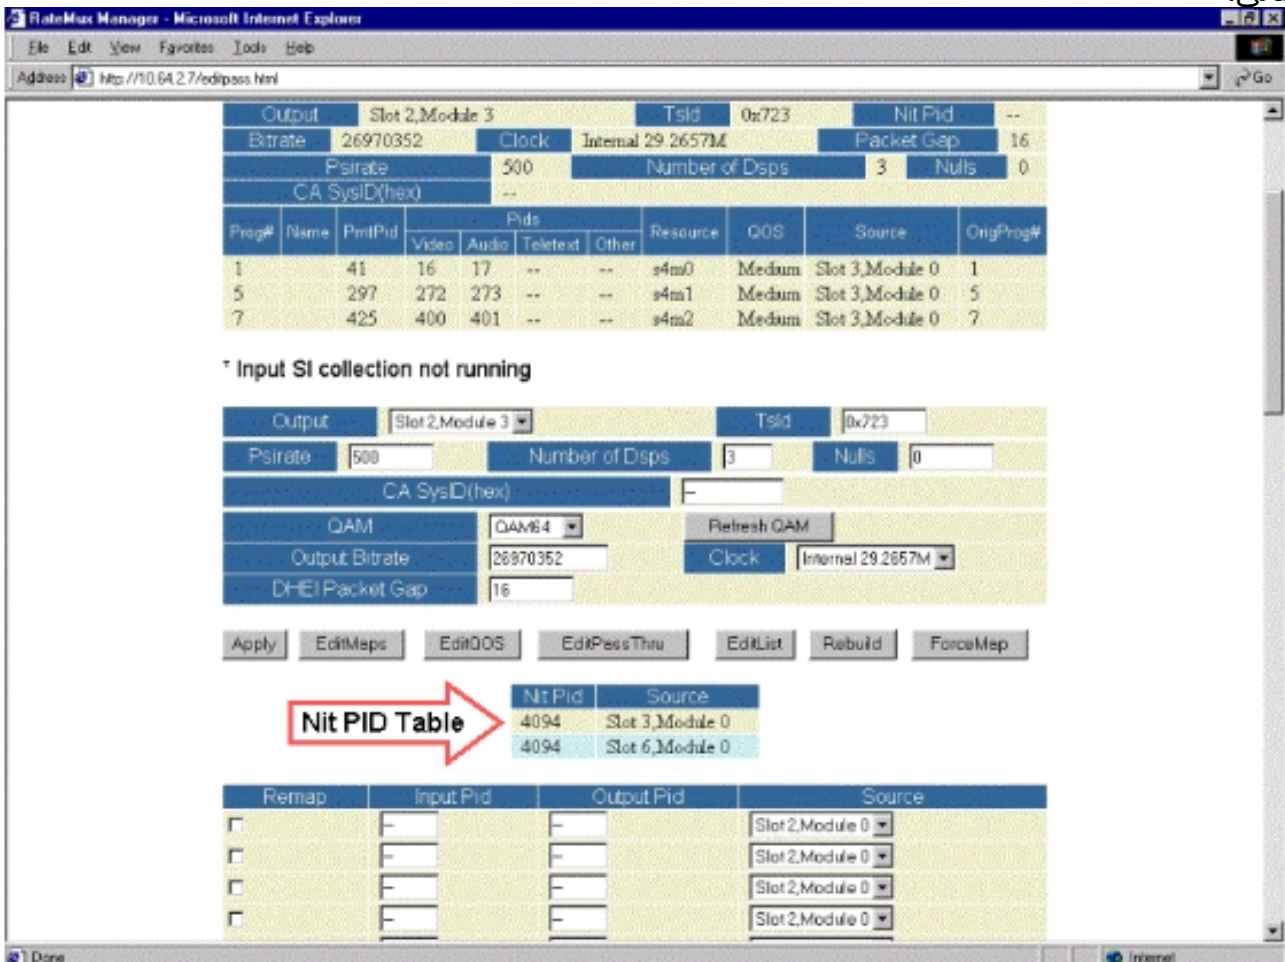 RateMux Manager - Microsoft Internet Explorer
File Edit View Favorites Tools Help
Address http://10.64.2.7/editpass.html Go
Output Slot 2,Module 3 TsId 0x723 Nit Pid --
Bitrate 26970352 Clock Internal 29.2657M Packet Gap 16
Psirate 500 Number of Dsps 3 Nulls 0
CA SysID(hex) --
Pids
Prog# Name PmtPid Video Audio Teletext Other Resource QOS Source OrigProg#
1 41 16 17 -- -- s4m0 Medium Slot 3,Module 0 1
5 297 272 273 -- -- s4m1 Medium Slot 3,Module 0 5
7 425 400 401 -- -- s4m2 Medium Slot 3,Module 0 7
* Input SI collection not running
Output Slot 2,Module 3 TsId 0x723
Psirate 500 Number of Dsps 3 Nulls 0
CA SysID(hex) --
QAM QAM64 Refresh QAM
Output Bitrate 26970352 Clock Internal 29.2657M
DHEI Packet Gap 16
Apply EditMaps EditQOS EditPassThru EditList Rebuild ForceMap
Nit Pid Source
Nit PID Table 4094 Slot 3,Module 0
4094 Slot 6,Module 0
Remap Input Pid Output Pid Source
-- -- Slot 2,Module 0
-- -- Slot 2,Module 0
-- -- Slot 2,Module 0
-- -- Slot 2,Module 0
Done Internet